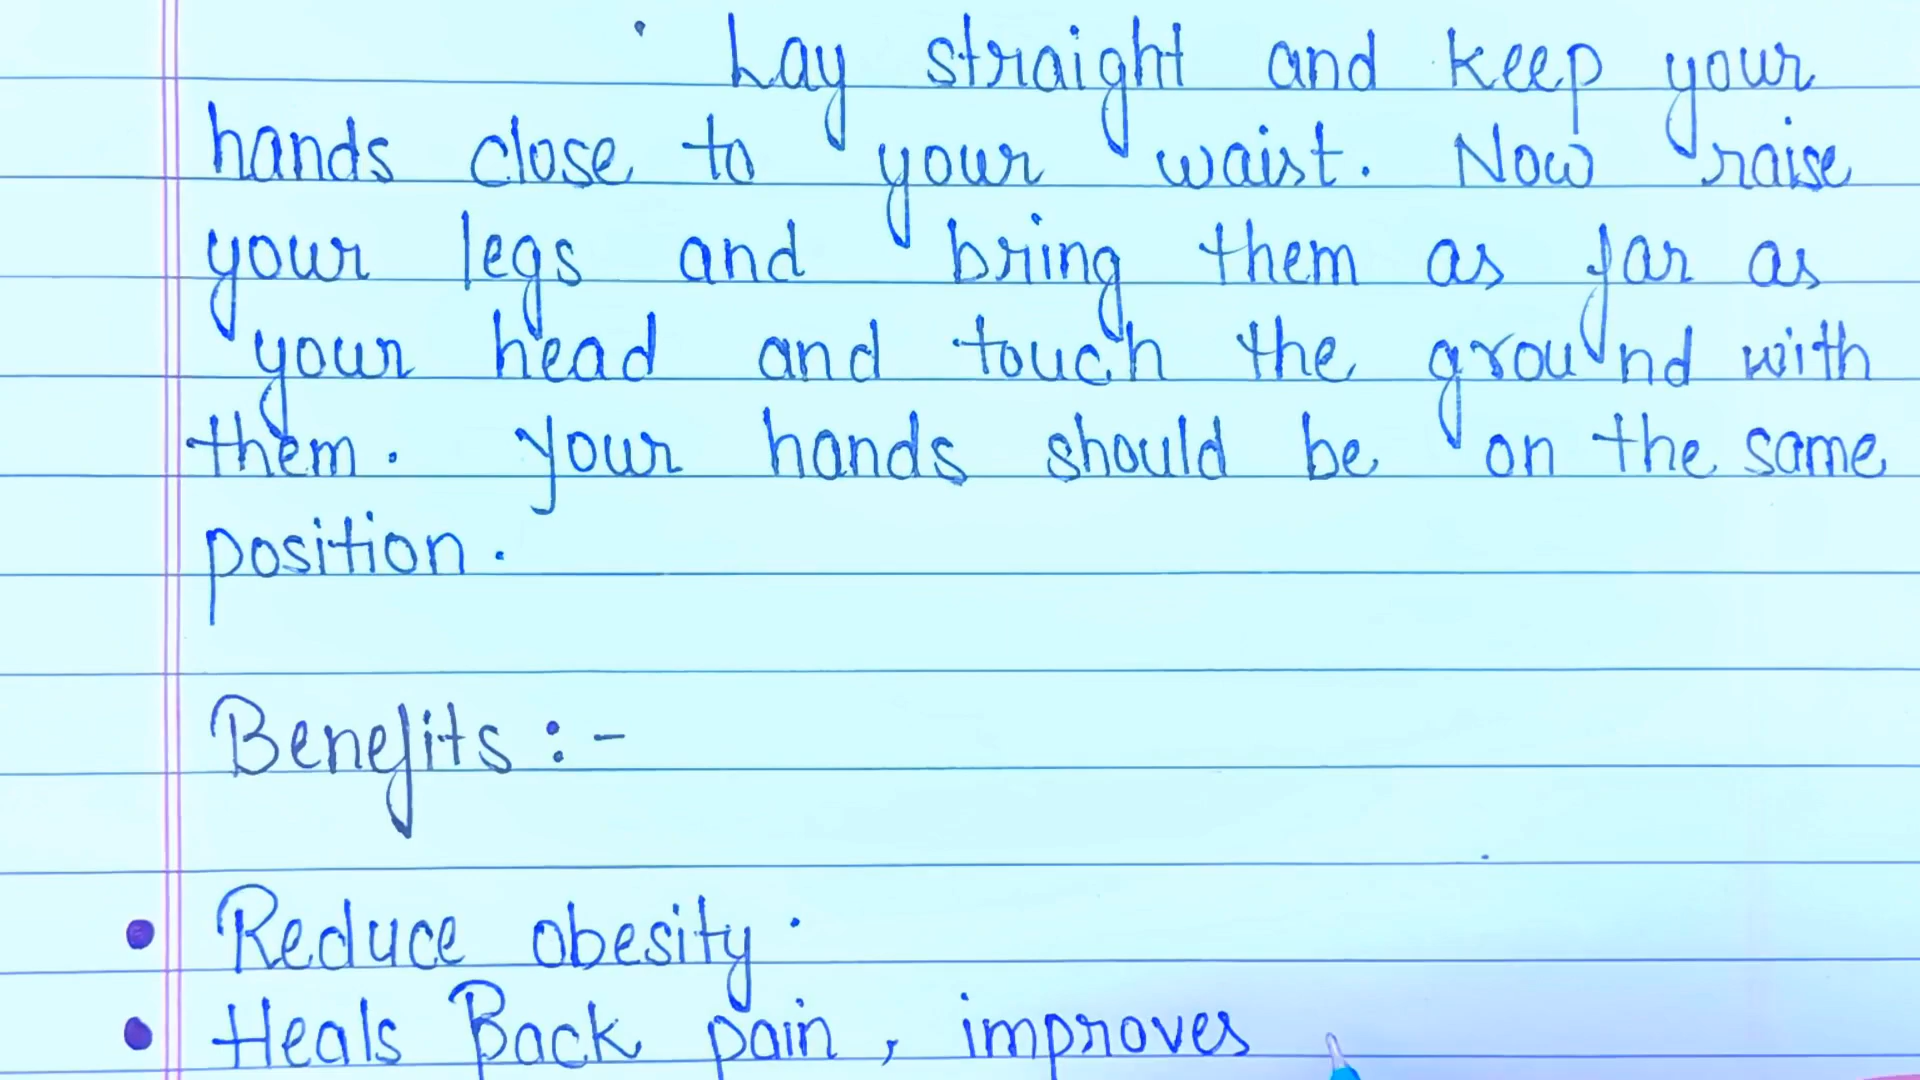 Lay straight and keep your
hands close to your waist. Now raise
your legs and bring them as far as
your head and touch the ground with
them. Your hands should be on the same
position.
Benefits :-
• Reduce obesity.
• Heals Back pain, improves